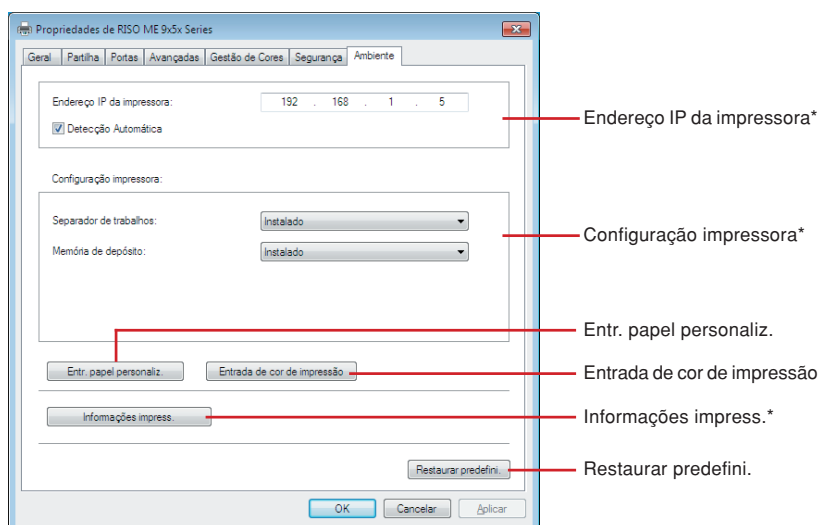 Propriedades de RISO ME 9x5x Series
Geral Partilha Portas Avançadas Gestão de Cores Segurança Ambiente
Endereço IP da impressora: 192 . 168 . 1 . 5
Detecção Automática
Endereço IP da impressora*
Configuração impressora:
Separador de trabalhos: Instalado
Memória de depósito: Instalado
Configuração impressora*
Entr. papel personaliz.
Entr. papel personaliz. Entrada de cor de impressão
Entrada de cor de impressão
Informações impress.
Informações impress.*
Restaurar predefini.
Restaurar predefini.
OK Cancelar Aplicar